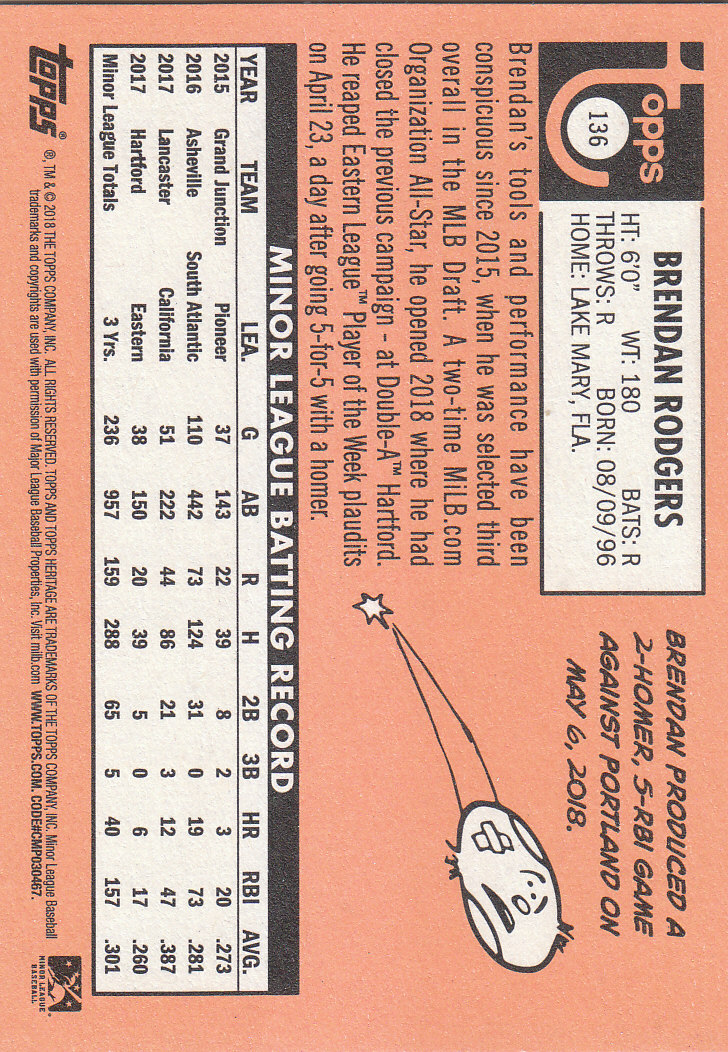 topps
136
BRENDAN RODGERS
HT: 6'0" WT: 180 BATS: R
THROWS: R BORN: 08/09/96
HOME: LAKE MARY, FLA.
Brendan's tools and performance have been
conspicuous since 2015, when he was selected third
overall in the MLB Draft. A two-time MiLB.com
Organization All-Star, he opened 2018 where he had
closed the previous campaign - at Double-A™ Hartford.
He reaped Eastern League™ Player of the Week plaudits
on April 23, a day after going 5-for-5 with a homer.
BRENDAN PRODUCED A
2-HOMER, 5-RBI GAME
AGAINST PORTLAND ON
MAY 6, 2018.
MINOR LEAGUE BATTING RECORD
YEAR TEAM LEA. G AB R H 2B 3B HR RBI AVG.
2015 Grand Junction Pioneer 37 143 22 39 8 2 3 20 .273
2016 Asheville South Atlantic 110 442 73 124 31 0 19 73 .281
2017 Lancaster California 51 222 44 86 21 3 12 47 .387
2017 Hartford Eastern 38 150 20 39 5 0 6 17 .260
Minor League Totals 3 Yrs. 236 957 159 288 65 5 40 157 .301
topps®
®, TM & © 2018 THE TOPPS COMPANY, INC. ALL RIGHTS RESERVED. TOPPS AND TOPPS HERITAGE ARE TRADEMARKS OF THE TOPPS COMPANY, INC. Minor League Baseball
trademarks and copyrights are used with permission of Major League Baseball Properties, Inc. Visit milb.com WWW.TOPPS.COM. CODE#CMP030467.
MINOR LEAGUE
BASEBALL